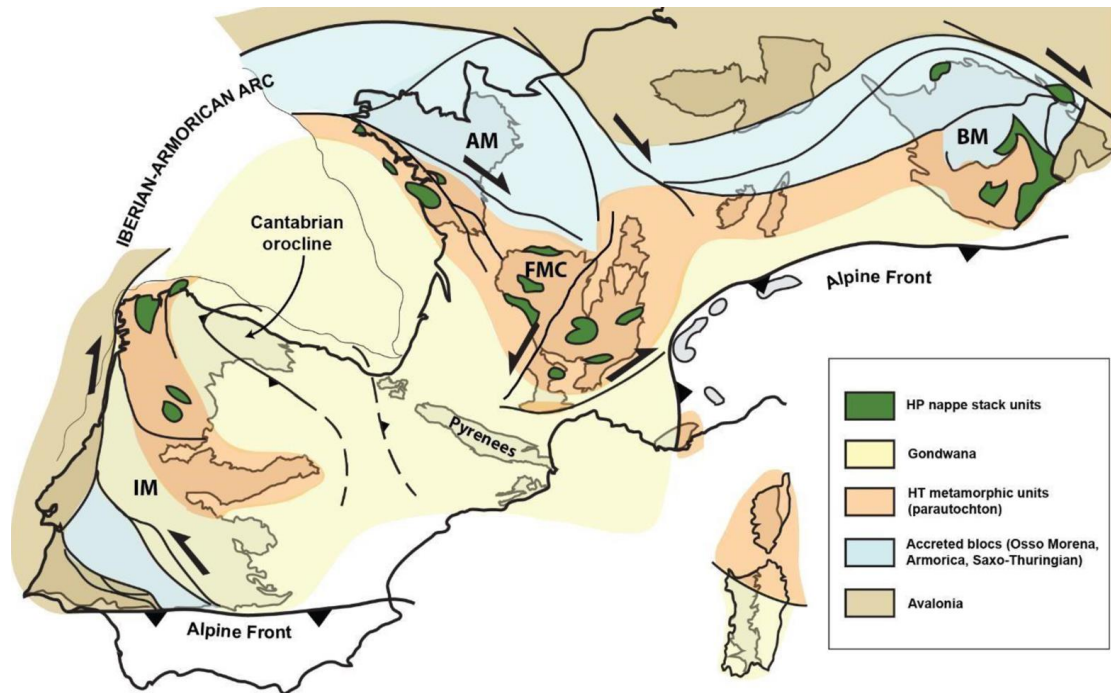 IBERIAN-ARMORICAN ARC
AM
BM
Cantabrian
orocline
FMC
Alpine Front
Pyrenees
IM
Alpine Front
HP nappe stack units
Gondwana
HT metamorphic units
(parautochton)
Accreted blocs (Osso Morena,
Armorica, Saxo-Thuringian)
Avalonia